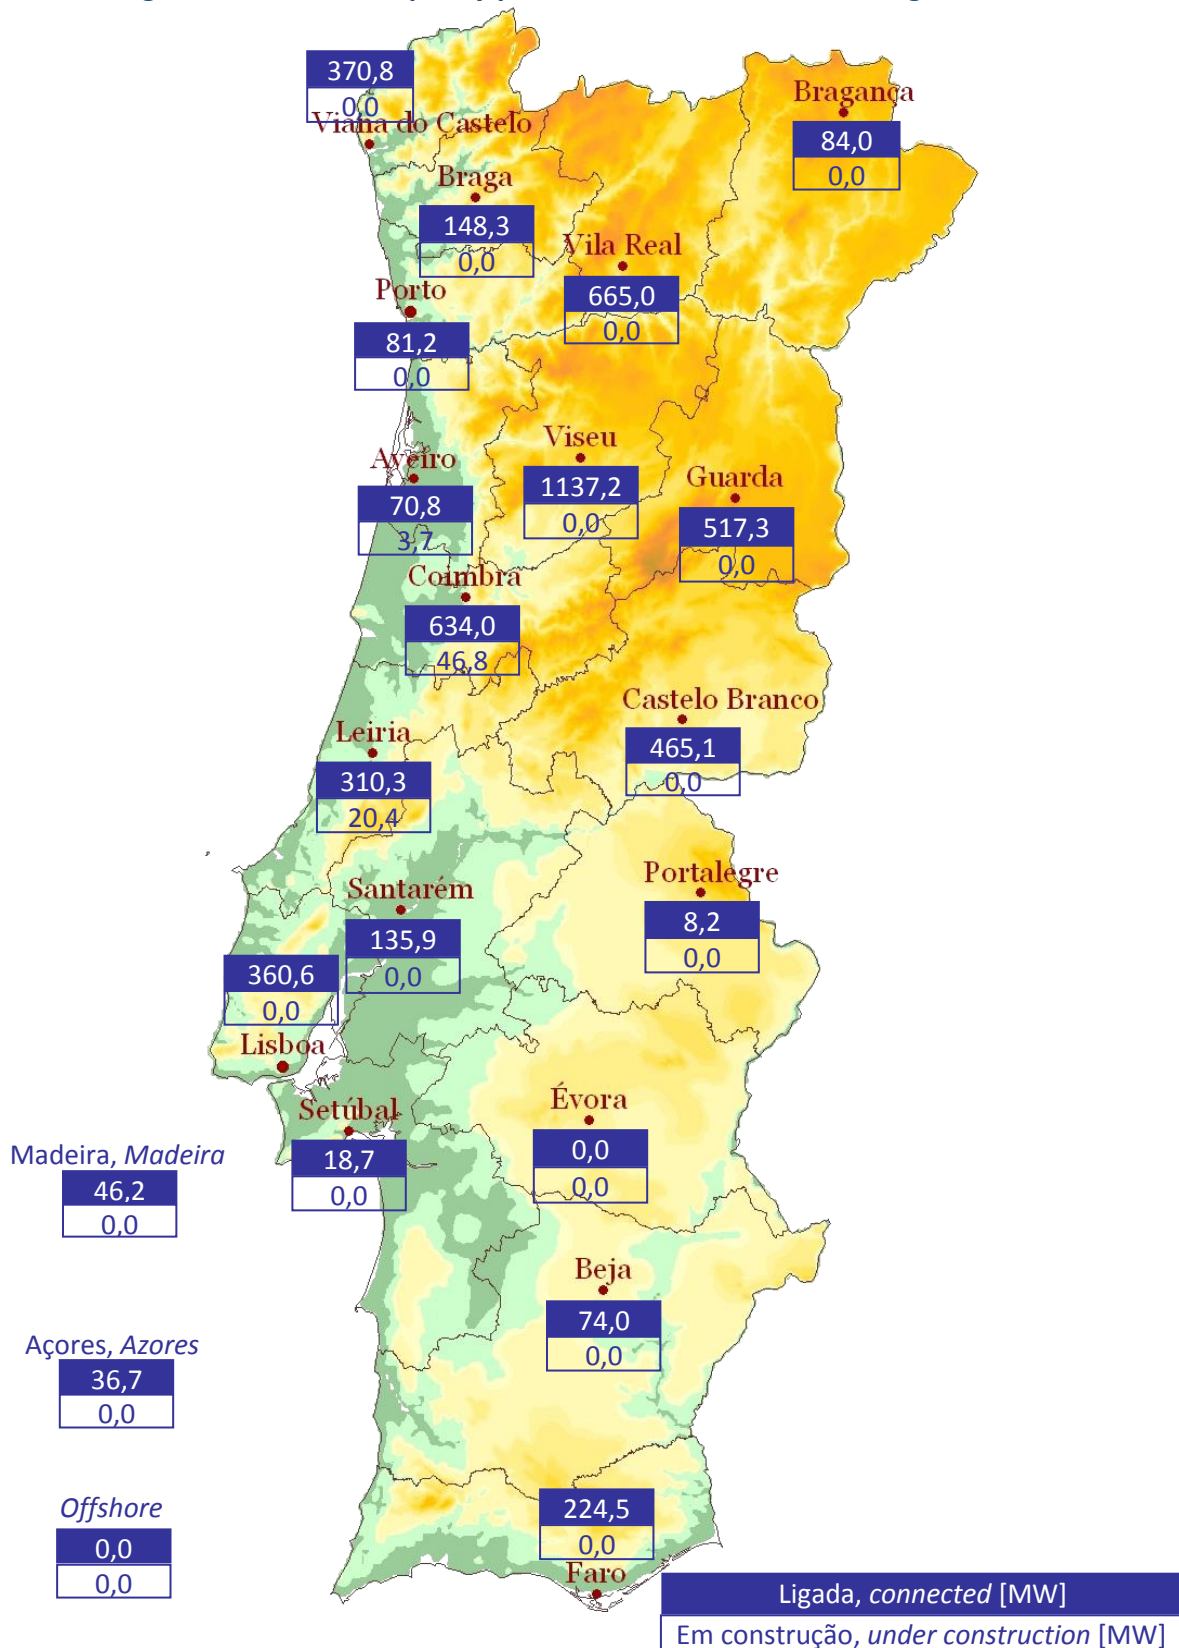 370,8
0,0
Viana do Castelo
Bragança
84,0
0,0
Braga
148,3
0,0
Vila Real
665,0
0,0
Porto
81,2
0,0
Aveiro
70,8
3,7
Viseu
1137,2
0,0
Guarda
517,3
0,0
Coimbra
634,0
46,8
Castelo Branco
465,1
0,0
Leiria
310,3
20,4
Portalegre
8,2
0,0
Santarém
135,9
0,0
360,6
0,0
Lisboa
Évora
0,0
0,0
Setúbal
18,7
0,0
Madeira, Madeira
46,2
0,0
Beja
74,0
0,0
Açores, Azores
36,7
0,0
Offshore
0,0
0,0
224,5
0,0
Faro
Ligada, connected [MW]
Em construção, under construction [MW]